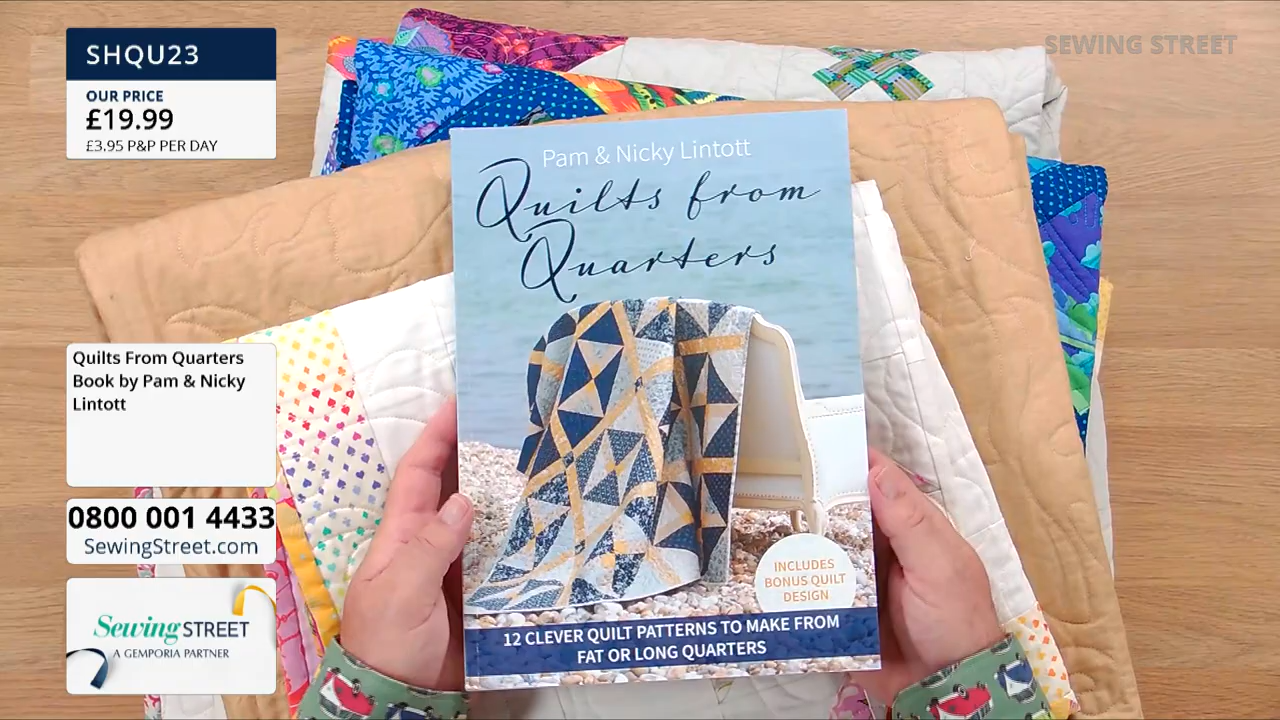 SHQU23
OUR PRICE
£19.99
£3.95 P&P PER DAY
Quilts From Quarters
Book by Pam & Nicky
Lintott
0800 001 4433
SewingStreet.com
Sewing STREET
A GEMPORIA PARTNER
SEWING STREET
Pam & Nicky Lintott
Quilts from
Quarters
INCLUDES
BONUS QUILT
DESIGN
12 CLEVER QUILT PATTERNS TO MAKE FROM
FAT OR LONG QUARTERS